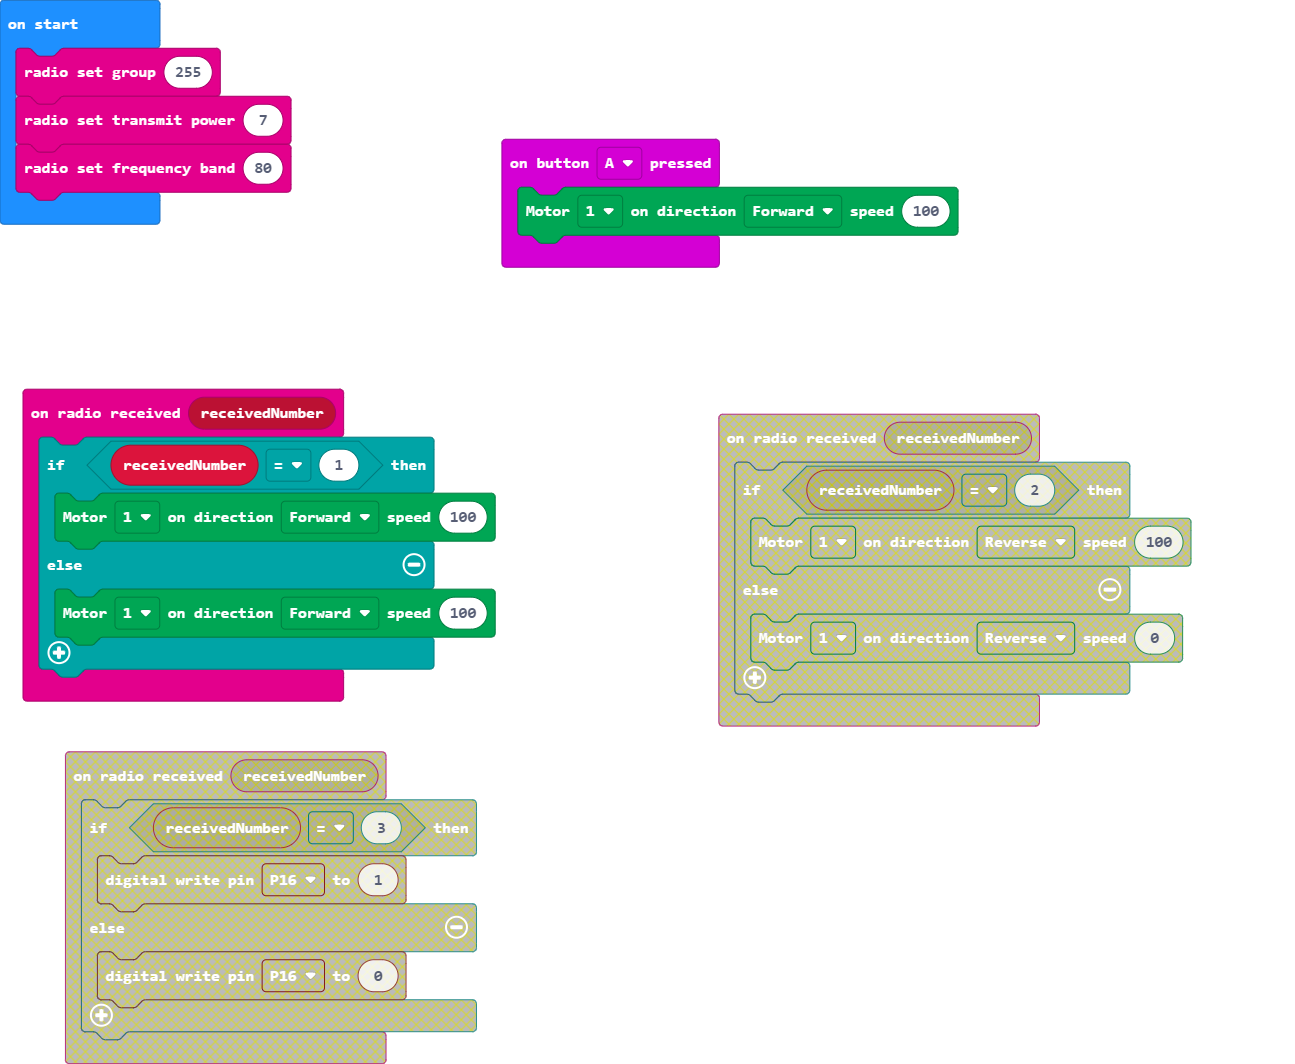 on start
radio set group 255
radio set transmit power 7
radio set frequency band 80
on button A pressed
Motor 1 on direction Forward speed 100
on radio received receivedNumber
if receivedNumber = 1 then
Motor 1 on direction Forward speed 100
else
Motor 1 on direction Forward speed 100
on radio received receivedNumber
if receivedNumber = 2 then
Motor 1 on direction Reverse speed 100
else
Motor 1 on direction Reverse speed 0
on radio received receivedNumber
if receivedNumber = 3 then
digital write pin P16 to 1
else
digital write pin P16 to 0